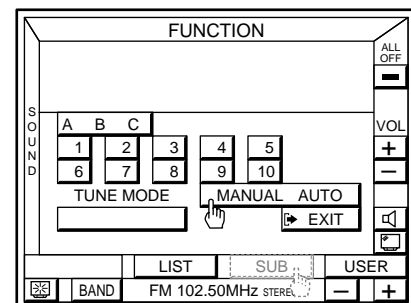 FUNCTION
ALL
OFF
SOUND
A B C
VOL
1 2 3 4 5
+
6 7 8 9 10
−
TUNE MODE MANUAL AUTO
EXIT
LIST SUB USER
BAND FM 102.50MHz STEREO − +